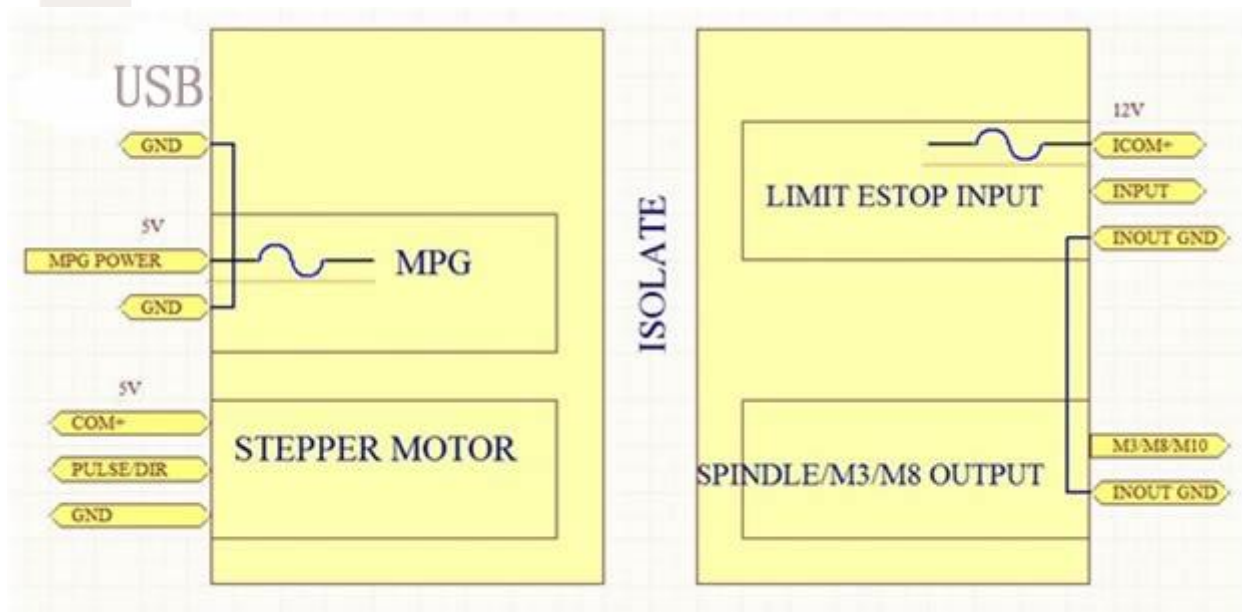 USB
GND
5V
MPG POWER
MPG
GND
5V
COM+
STEPPER MOTOR
PULSE/DIR
GND
ISOLATE
12V
ICOM+
LIMIT ESTOP INPUT
INPUT
INOUT GND
M3/M8/M10
SPINDLE/M3/M8 OUTPUT
INOUT GND